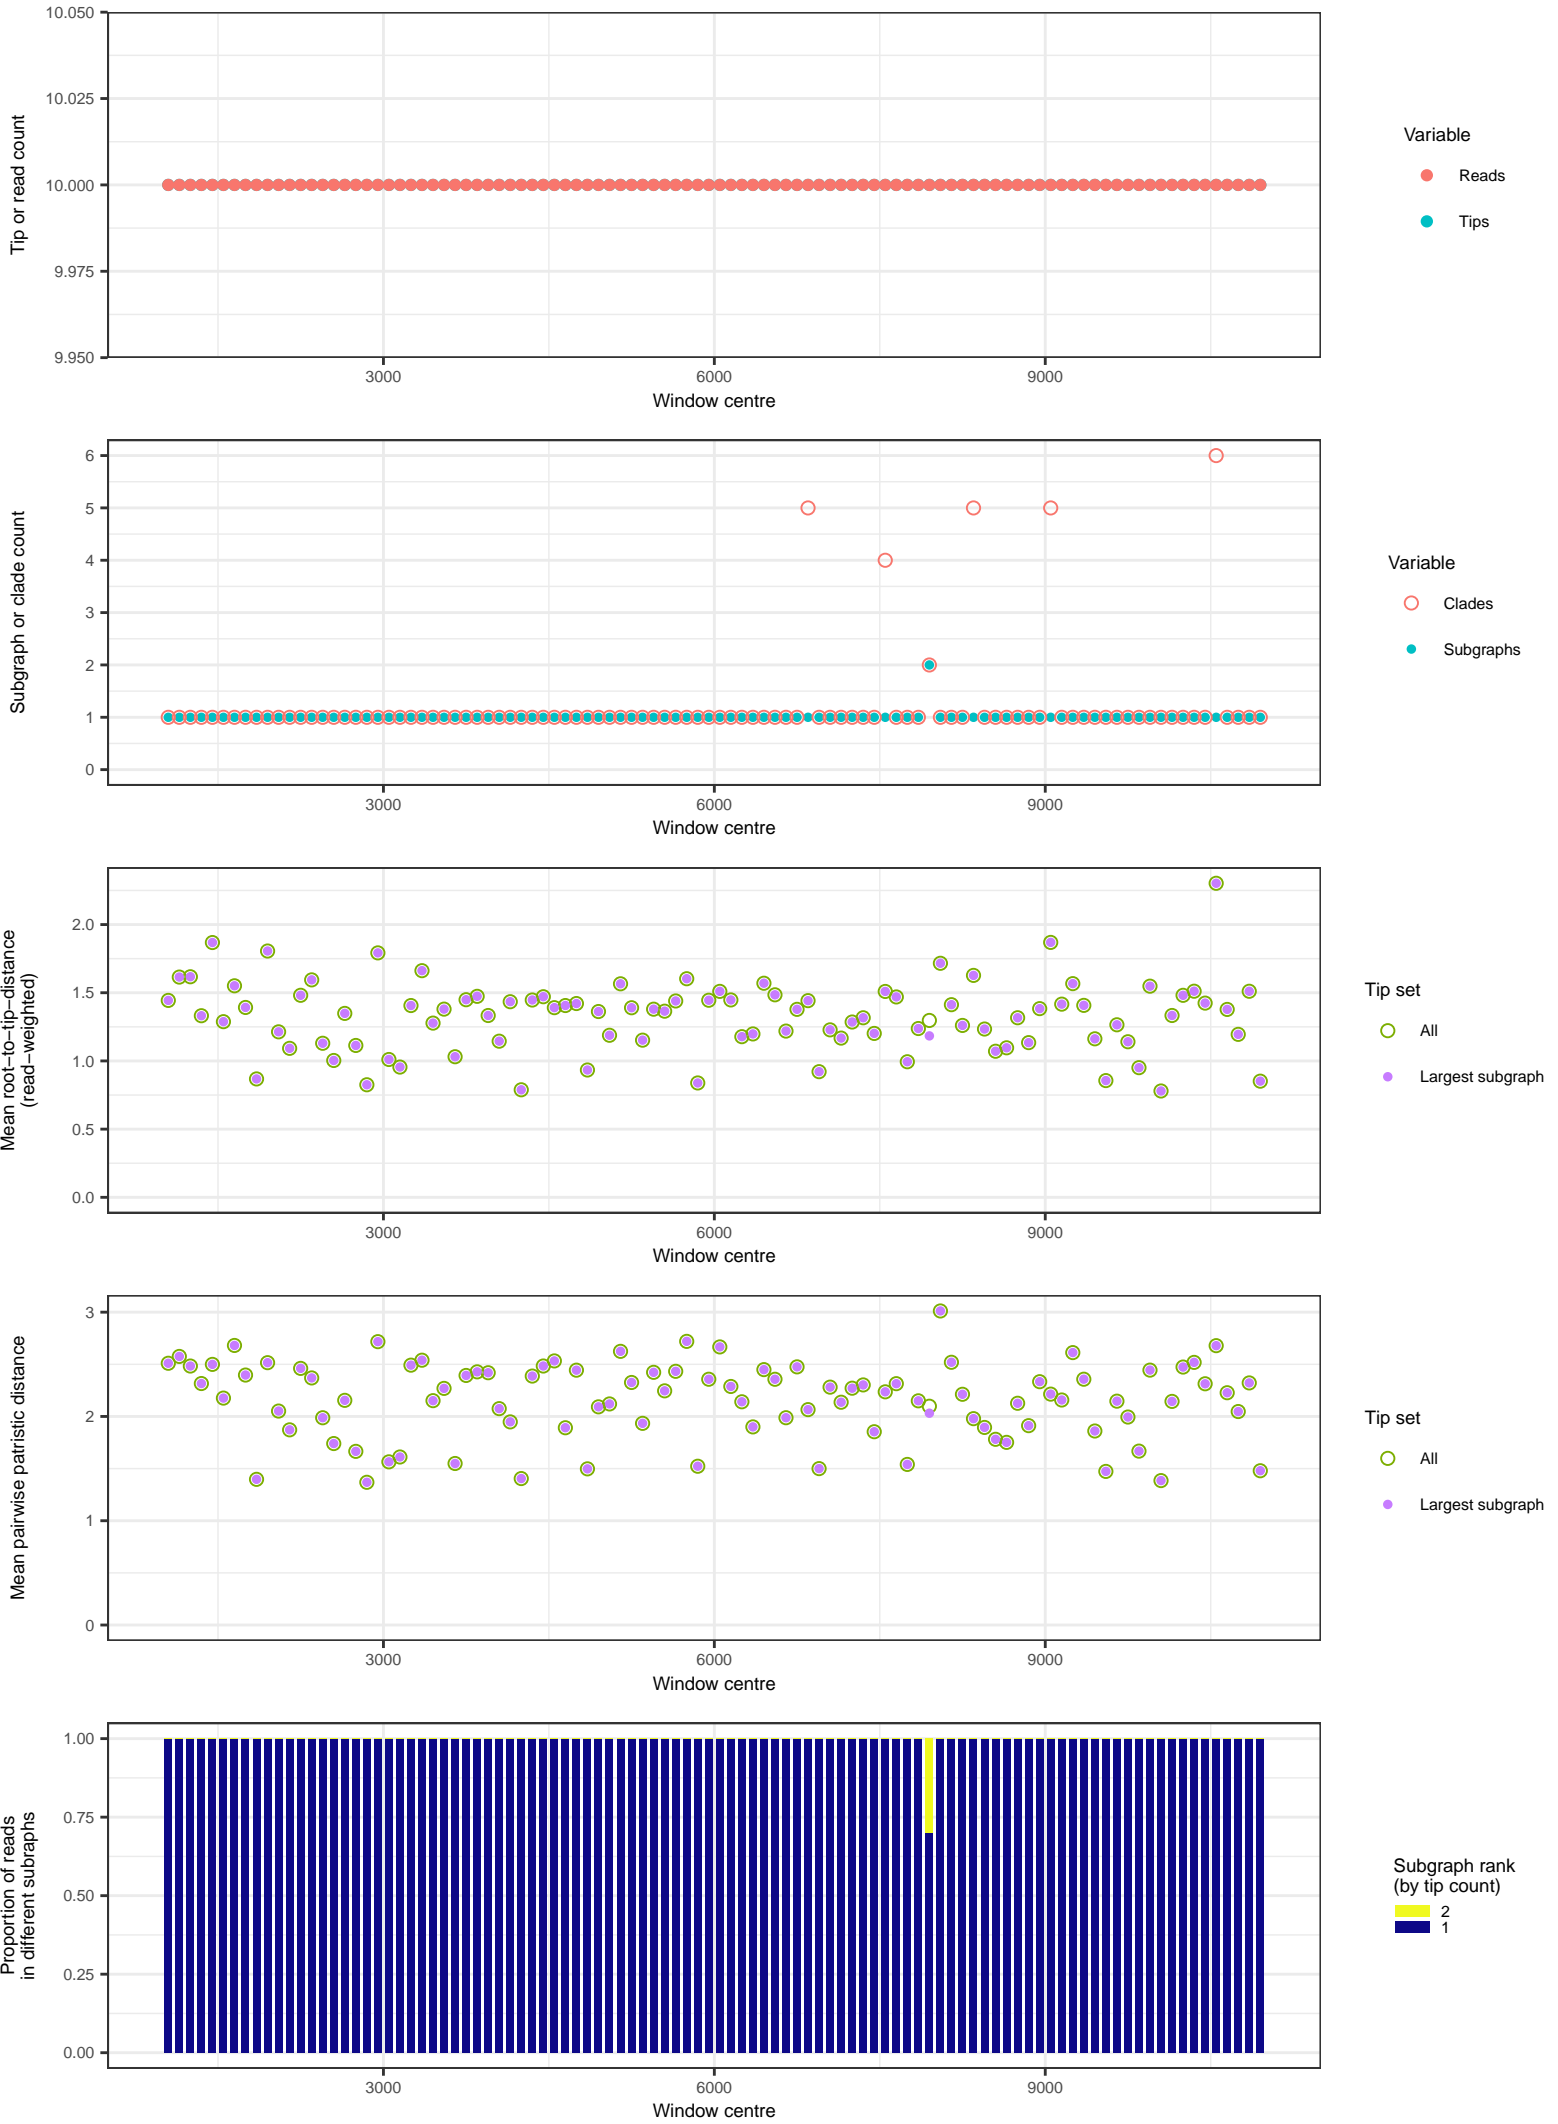 10.050
10.025
10.000
9.975
9.950
Tip or read count
3000
6000
9000
Window centre
Variable
Reads
Tips
6
5
4
3
2
1
0
Subgraph or clade count
3000
6000
9000
Window centre
Variable
Clades
Subgraphs
2.0
1.5
1.0
0.5
0.0
Mean root−to−tip−distance
(read−weighted)
3000
6000
9000
Window centre
Tip set
All
Largest subgraph
3
2
1
0
Mean pairwise patristic distance
3000
6000
9000
Window centre
Tip set
All
Largest subgraph
1.00
0.75
0.50
0.25
0.00
Proportion of reads
in different subraphs
3000
6000
9000
Window centre
Subgraph rank
(by tip count)
2
1